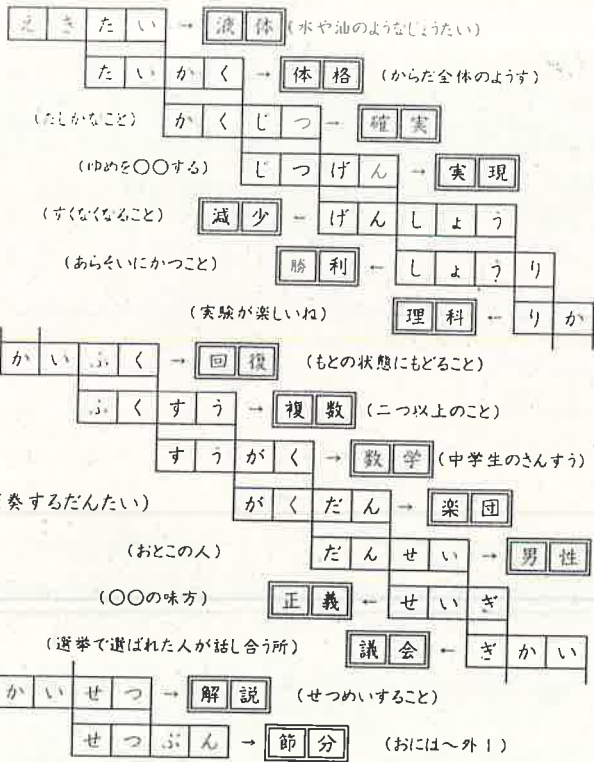 えきたい → 液体 (水や油のようなじょうたい)
たいかく → 体格 (からだ全体のようす)
(たしかなこと) かくじつ → 確実
(ゆめを〇〇する) じつげん → 実現
(すくなくなること) 減少 ← げんしょう
(あらそいにかつこと) 勝利 ← しょうり
(実験が楽しいね) 理科 ← りか
かいふく → 回復 (もとの状態にもどること)
ふくすう → 複数 (二つ以上のこと)
すうがく → 数学 (中学生のさんすう)
奏するだんたい) がくだん → 楽団
(おとこの人) だんせい → 男性
(〇〇の味方) 正義 ← せいぎ
(選挙で選ばれた人が話し合う所) 議会 ← ぎかい
かいせつ → 解説 (せつめいすること)
せつぶん → 節分 (おには～外!)